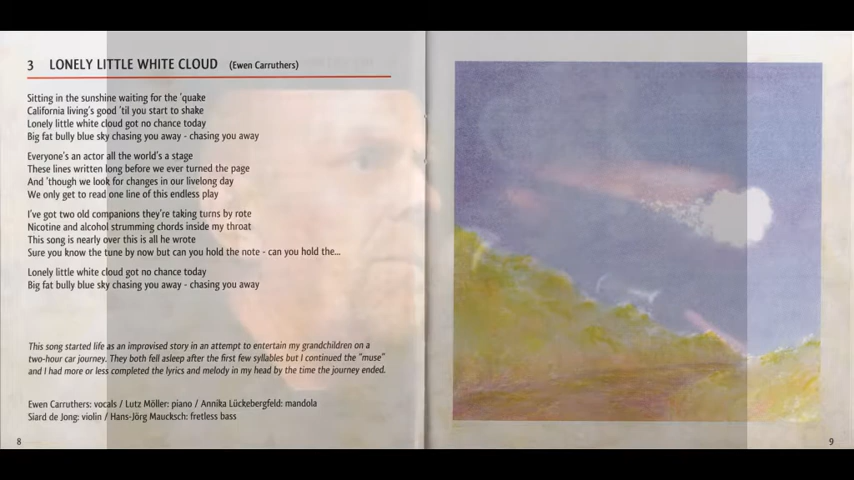 3 LONELY LITTLE WHITE CLOUD (Ewen Carruthers)
Sitting in the sunshine waiting for the 'quake
California living's good 'til you start to shake
Lonely little white cloud got no chance today
Big fat bully blue sky chasing you away - chasing you away
Everyone's an actor all the world's a stage
These lines written long before we ever turned the page
And 'though we look for changes in our livelong day
We only get to read one line of this endless play
I've got two old companions they're taking turns by rote
Nicotine and alcohol strumming chords inside my throat
This song is nearly over this is all he wrote
Sure you know the tune by now but can you hold the note - can you hold the...
Lonely little white cloud got no chance today
Big fat bully blue sky chasing you away - chasing you away
This song started life as an improvised story in an attempt to entertain my grandchildren on a
two-hour car journey. They both fell asleep after the first few syllables but I continued the "muse"
and I had more or less completed the lyrics and melody in my head by the time the journey ended.
Ewen Carruthers: vocals / Lutz Möller: piano / Annika Lückebergfeld: mandola
Siard de Jong: violin / Hans-Jörg Maucksch: fretless bass
8
9